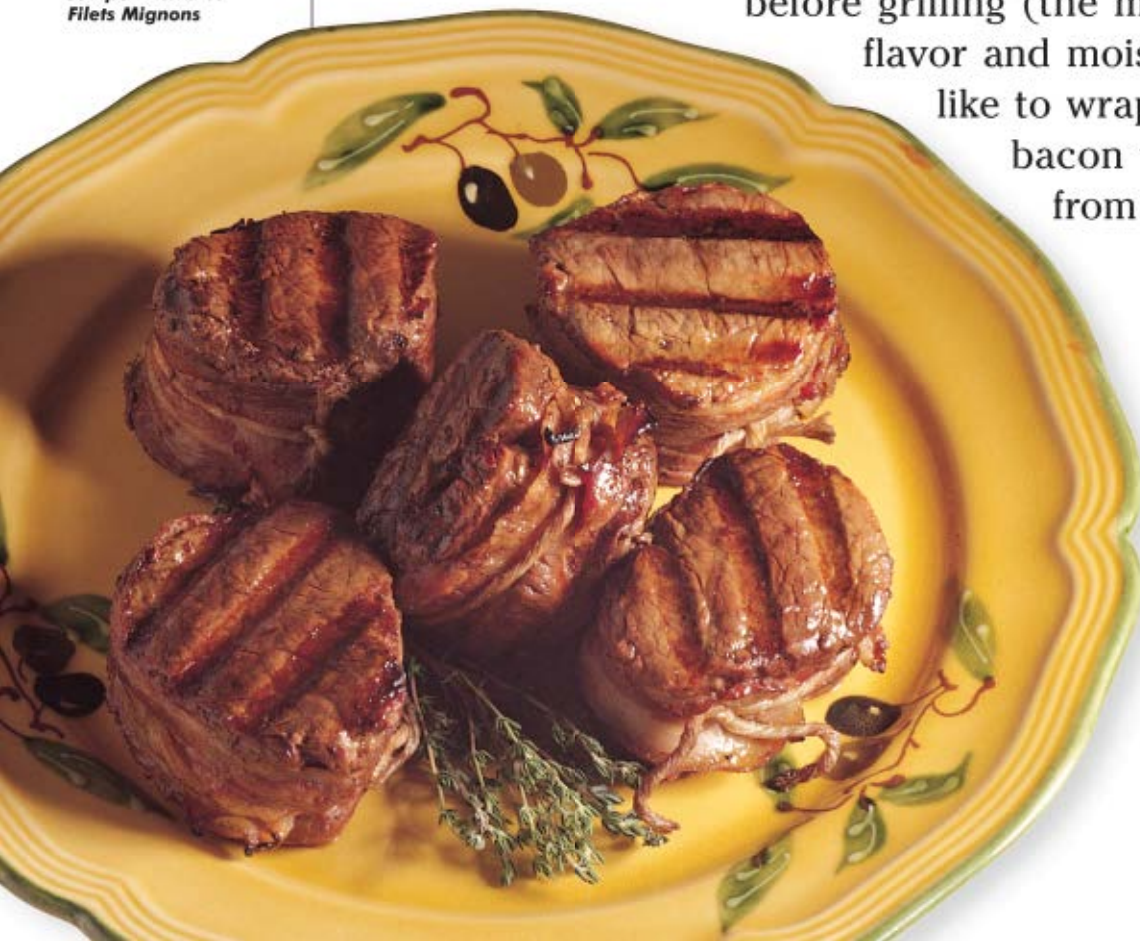 Filets Mignons
before grilling (the m
flavor and mois
like to wrap
bacon
from